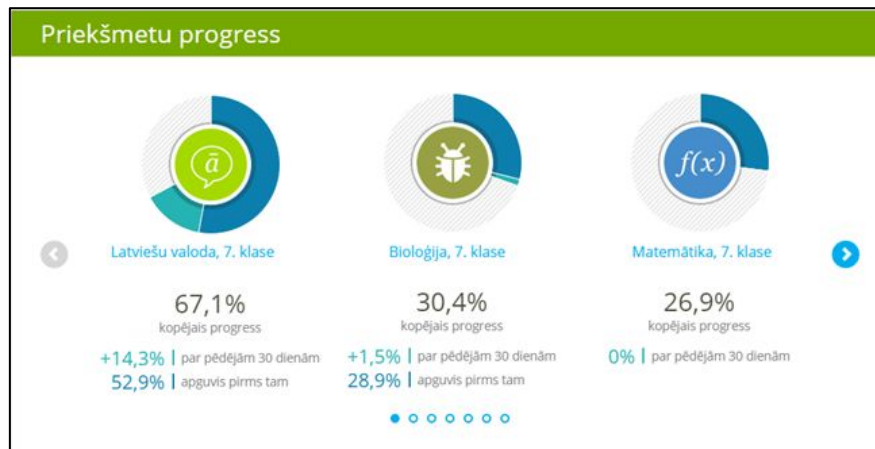 Priekšmetu progress
ā
f(x)
Latviešu valoda, 7. klase
Bioloģija, 7. klase
Matemātika, 7. klase
67,1%
kopējais progress
+14,3% par pēdējām 30 dienām
52,9% apguvis pirms tam
30,4%
kopējais progress
+1,5% par pēdējām 30 dienām
28,9% apguvis pirms tam
26,9%
kopējais progress
0% par pēdējām 30 dienām